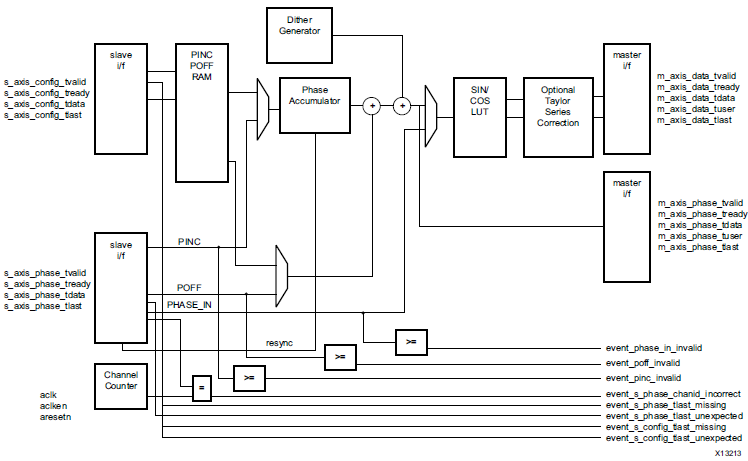 Dither
Generator
slave
i/f
PINC
POFF
RAM
master
i/f
s_axis_config_tvalid
s_axis_config_tready
s_axis_config_tdata
s_axis_config_tlast
Phase
Accumulator
+
+
SIN/
COS
LUT
Optional
Taylor
Series
Correction
m_axis_data_tvalid
m_axis_data_tready
m_axis_data_tdata
m_axis_data_tuser
m_axis_data_tlast
master
i/f
m_axis_phase_tvalid
m_axis_phase_tready
m_axis_phase_tdata
m_axis_phase_tuser
m_axis_phase_tlast
slave
i/f
PINC
s_axis_phase_tvalid
s_axis_phase_tready
s_axis_phase_tdata
s_axis_phase_tlast
POFF
PHASE_IN
resync
>=
>=
>=
=
Channel
Counter
aclk
aclken
aresetn
event_phase_in_invalid
event_poff_invalid
event_pinc_invalid
event_s_phase_chanid_incorrect
event_s_phase_tlast_missing
event_s_phase_tlast_unexpected
event_s_config_tlast_missing
event_s_config_tlast_unexpected
X13213